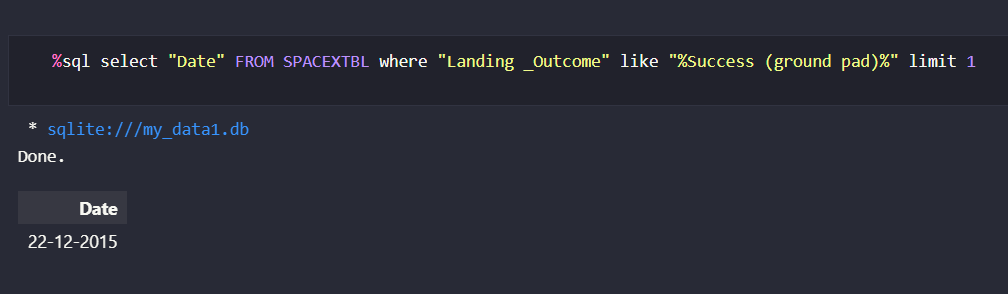 %sql select "Date" FROM SPACEXTBL where "Landing _Outcome" like "%Success (ground pad)%" limit 1
* sqlite:///my_data1.db
Done.
Date
22-12-2015